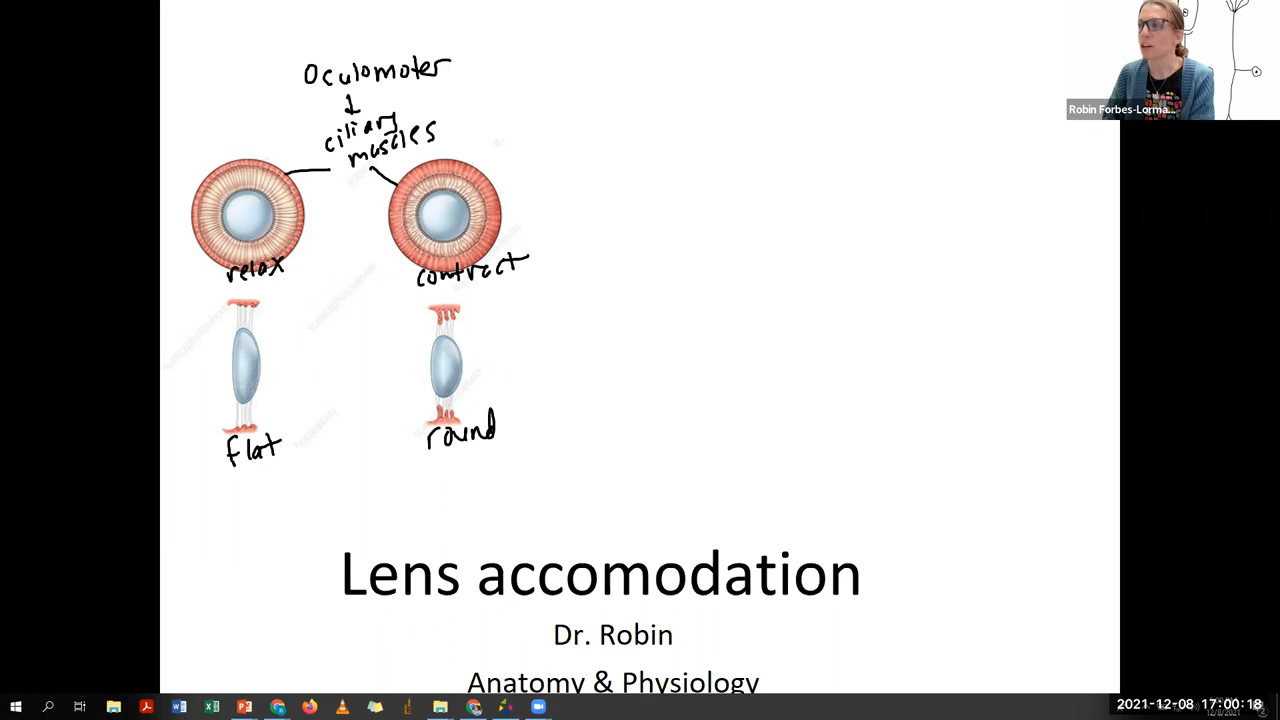 Oculomoter
ciliary
muscles
relax
contract
flat
round
Lens accomodation
Dr. Robin
Anatomy & Physiology
Robin Forbes-Lorma...
2021-12-08 17:00:18